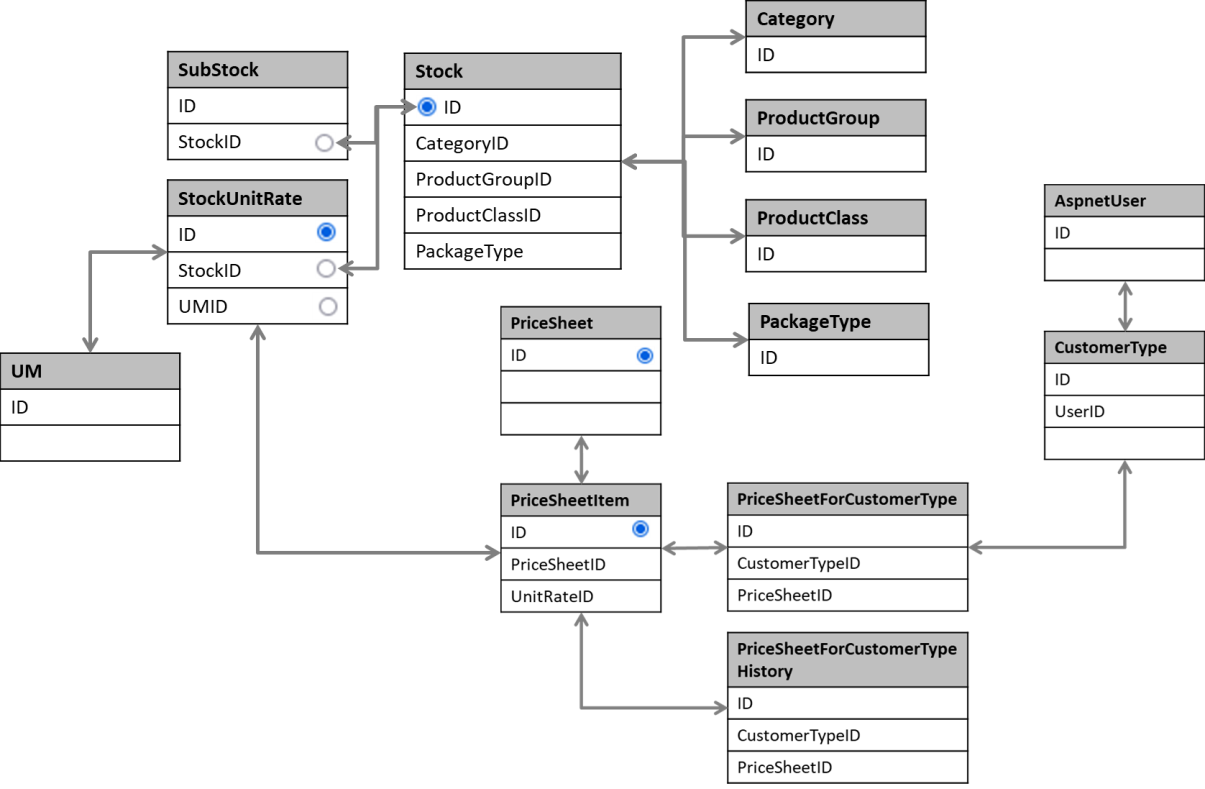 Category
ID
SubStock
ID
StockID
Stock
ID
CategoryID
ProductGroupID
ProductClassID
PackageType
ProductGroup
ID
StockUnitRate
ID
StockID
UMID
ProductClass
ID
AspnetUser
ID
PriceSheet
ID
PackageType
ID
CustomerType
ID
UserID
UM
ID
PriceSheetItem
ID
PriceSheetID
UnitRateID
PriceSheetForCustomerType
ID
CustomerTypeID
PriceSheetID
PriceSheetForCustomerType
History
ID
CustomerTypeID
PriceSheetID